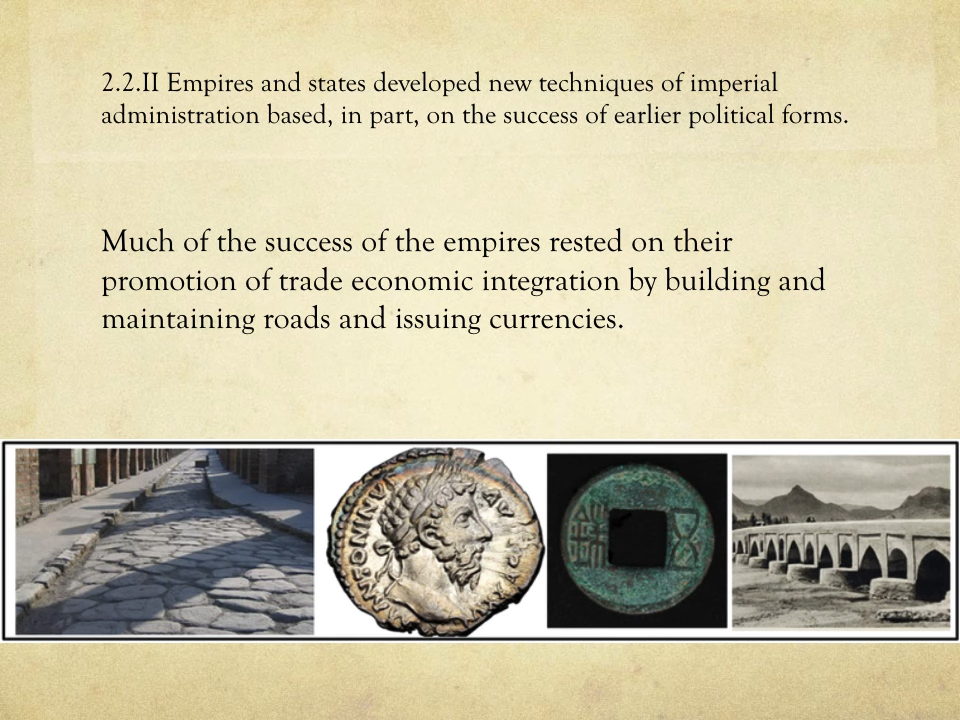 2.2.II Empires and states developed new techniques of imperial
administration based, in part, on the success of earlier political forms.
Much of the success of the empires rested on their
promotion of trade economic integration by building and
maintaining roads and issuing currencies.